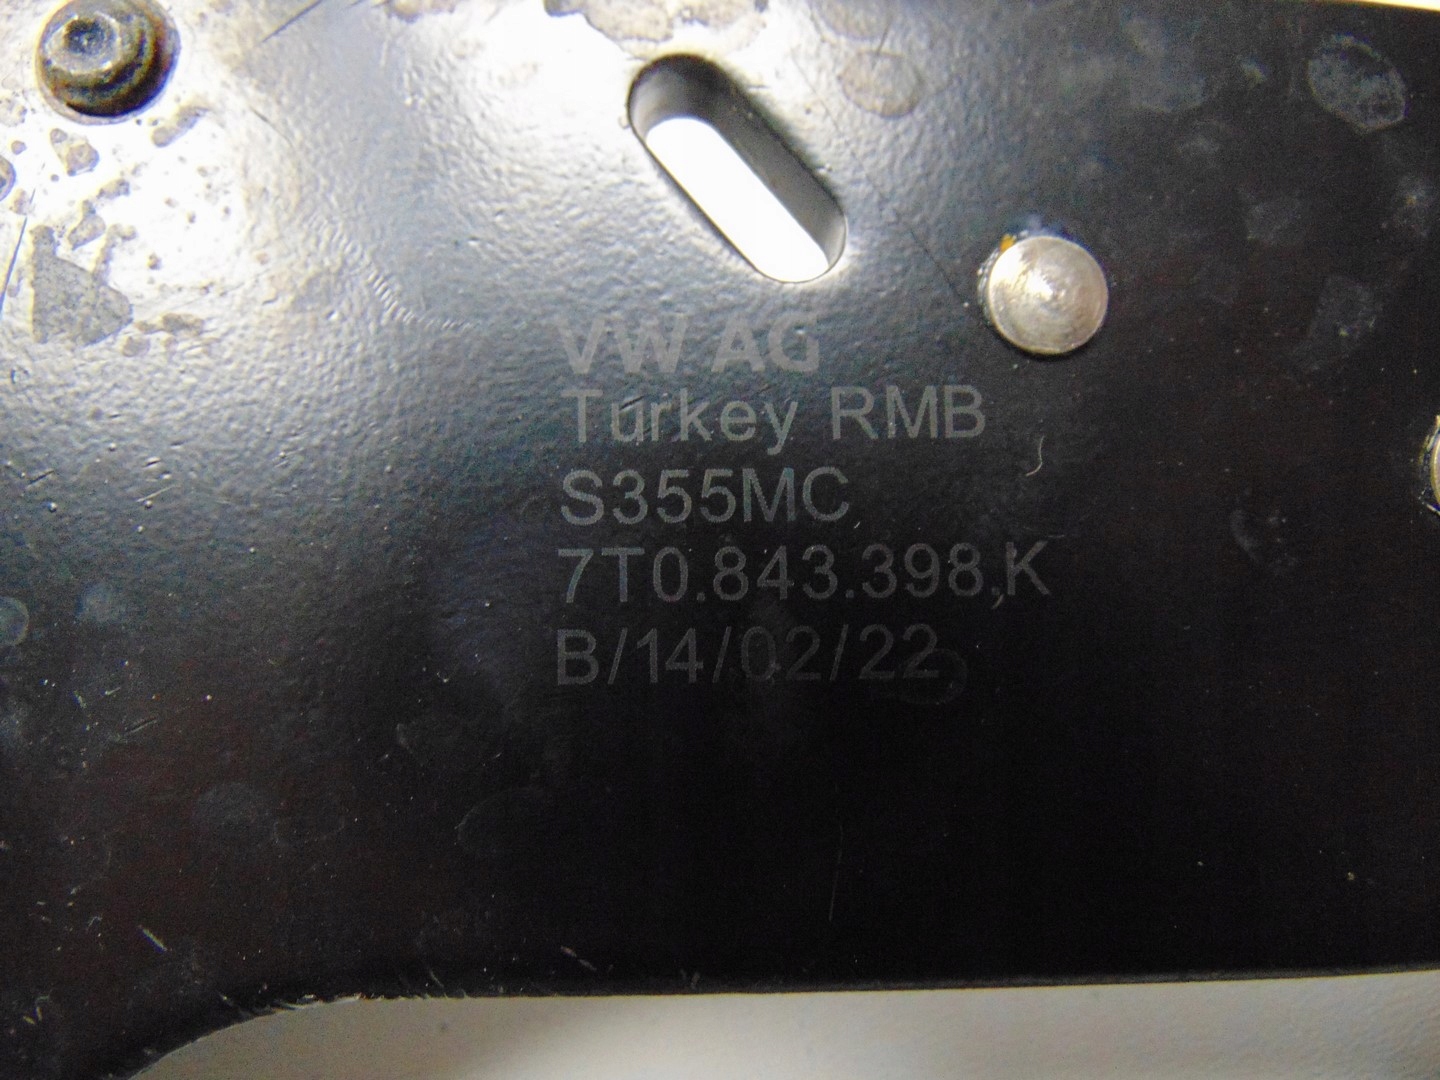 VW AG
Turkey RMB
S355MC
7T0.843.398.K
B/14/02/22